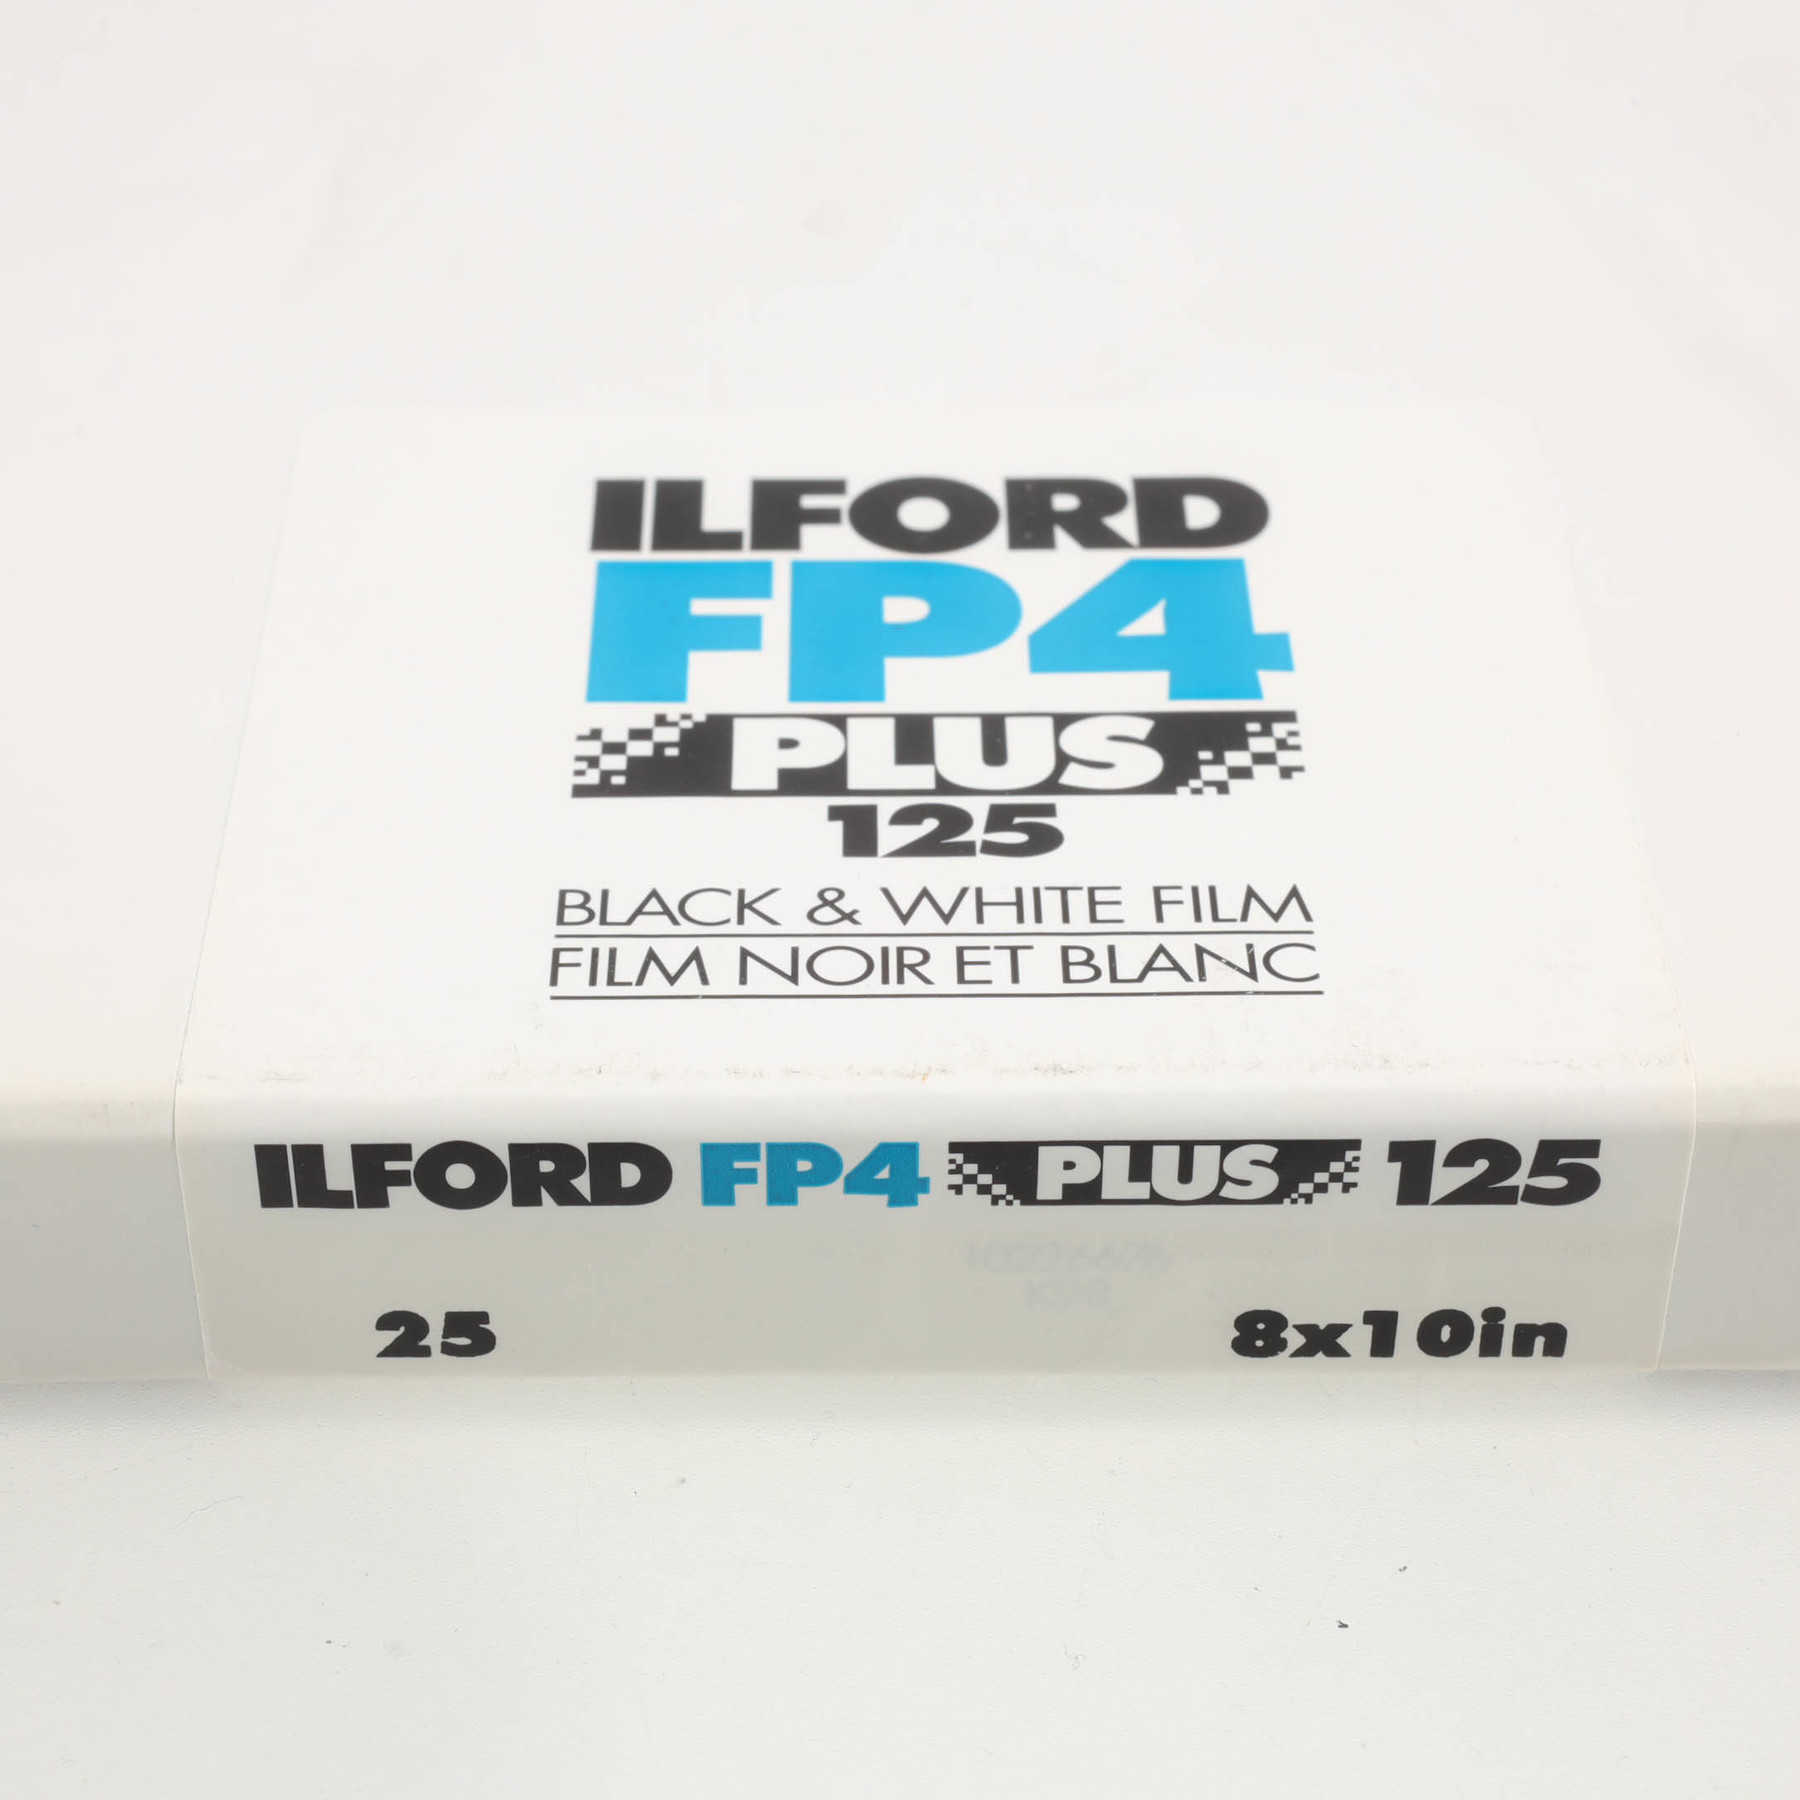 ILFORD
FP4
PLUS
125
BLACK & WHITE FILM
FILM NOIR ET BLANC
ILFORD FP4 PLUS 125
25 8x10in